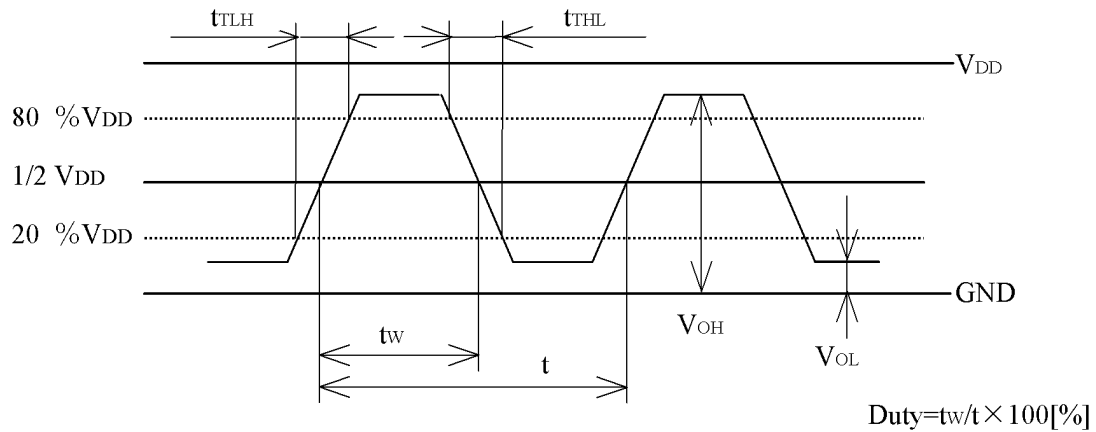 tTLH
tTHL
VDD
80 %VDD
1/2 VDD
20 %VDD
GND
VOH
tW
VOL
t
Duty=tw/t×100[%]